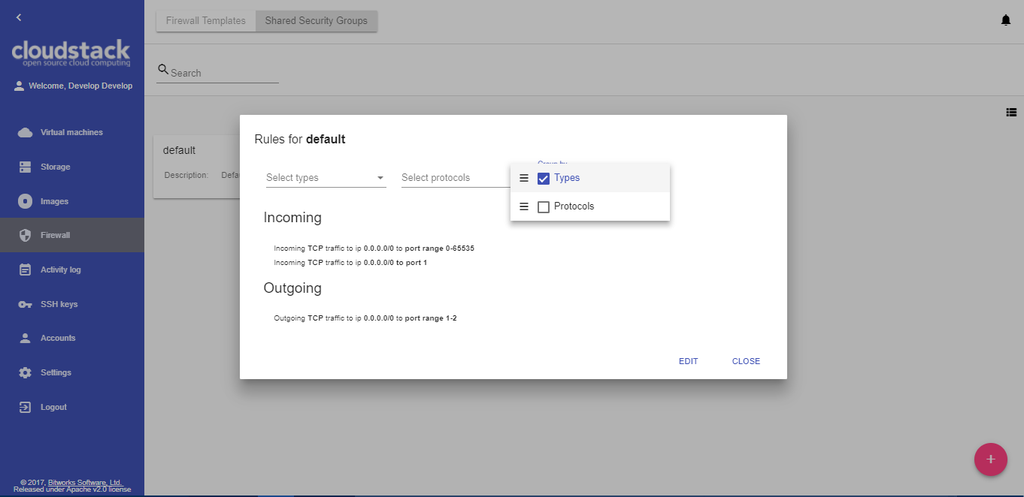 Firewall Templates
Shared Security Groups
cloudstack
open source cloud computing
Search
Welcome, Develop Develop
Virtual machines
default
Storage
Description: Defa
Images
Firewall
Activity log
SSH keys
Accounts
Settings
Logout
Rules for default
Group by
Select types
Select protocols
Types
Protocols
Incoming
Incoming TCP traffic to ip 0.0.0.0/0 to port range 0-65535
Incoming TCP traffic to ip 0.0.0.0/0 to port 1
Outgoing
Outgoing TCP traffic to ip 0.0.0.0/0 to port range 1-2
EDIT
CLOSE
© 2017, Bitworks Software, Ltd.
Released under Apache v2.0 license